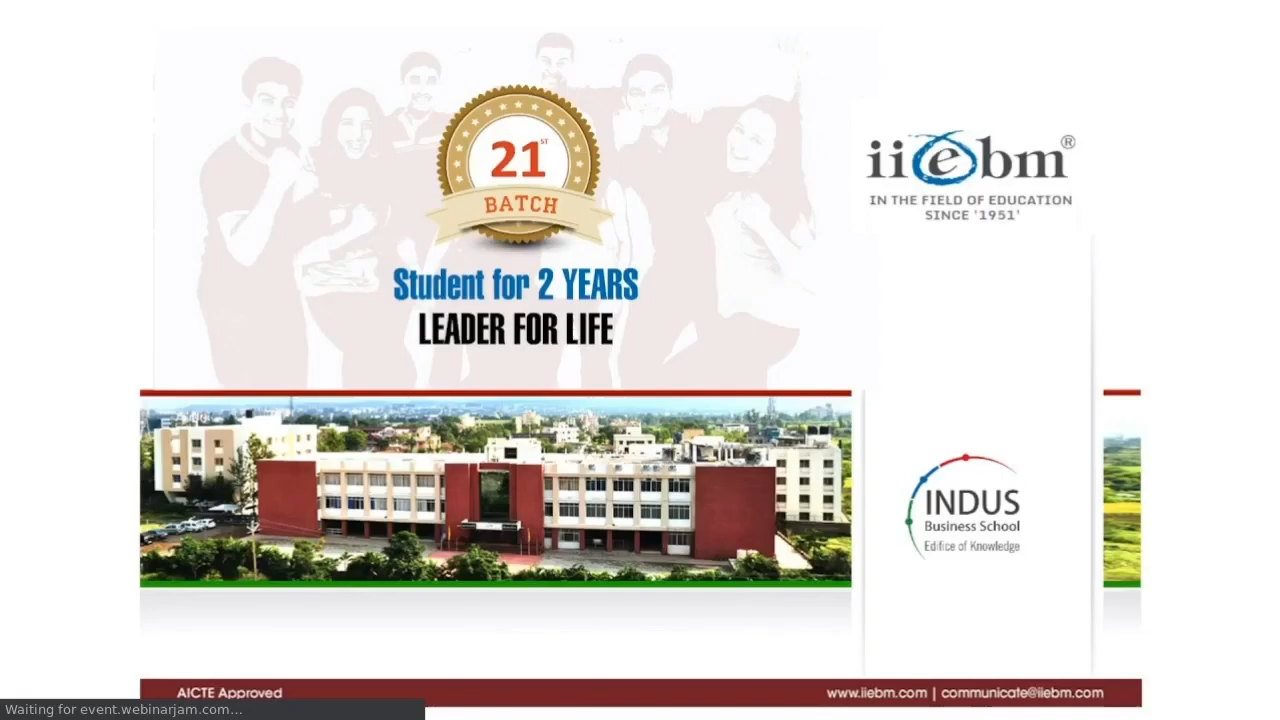 21ST
BATCH
Student for 2 YEARS
LEADER FOR LIFE
iiebm®
IN THE FIELD OF EDUCATION
SINCE '1951'
INDUS
Business School
Edifice of Knowledge
AICTE Approved
www.iiebm.com | communicate@iiebm.com
Waiting for event.webinarjam.com...